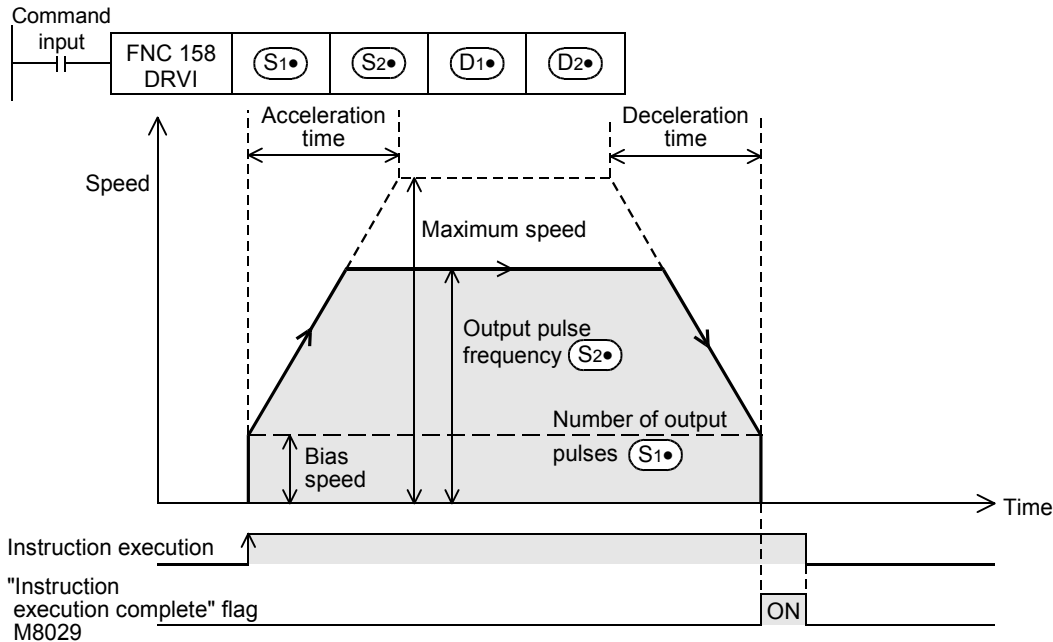 Command
input
FNC 158
DRVI
S1•
S2•
D1•
D2•
Acceleration
time
Deceleration
time
Speed
Maximum speed
Output pulse
frequency S2•
Number of output
pulses S1•
Bias
speed
Time
Instruction execution
"Instruction
execution complete" flag
M8029
ON